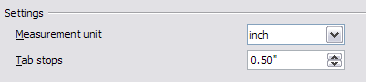 Settings
Measurement unit inch
Tab stops 0.50"